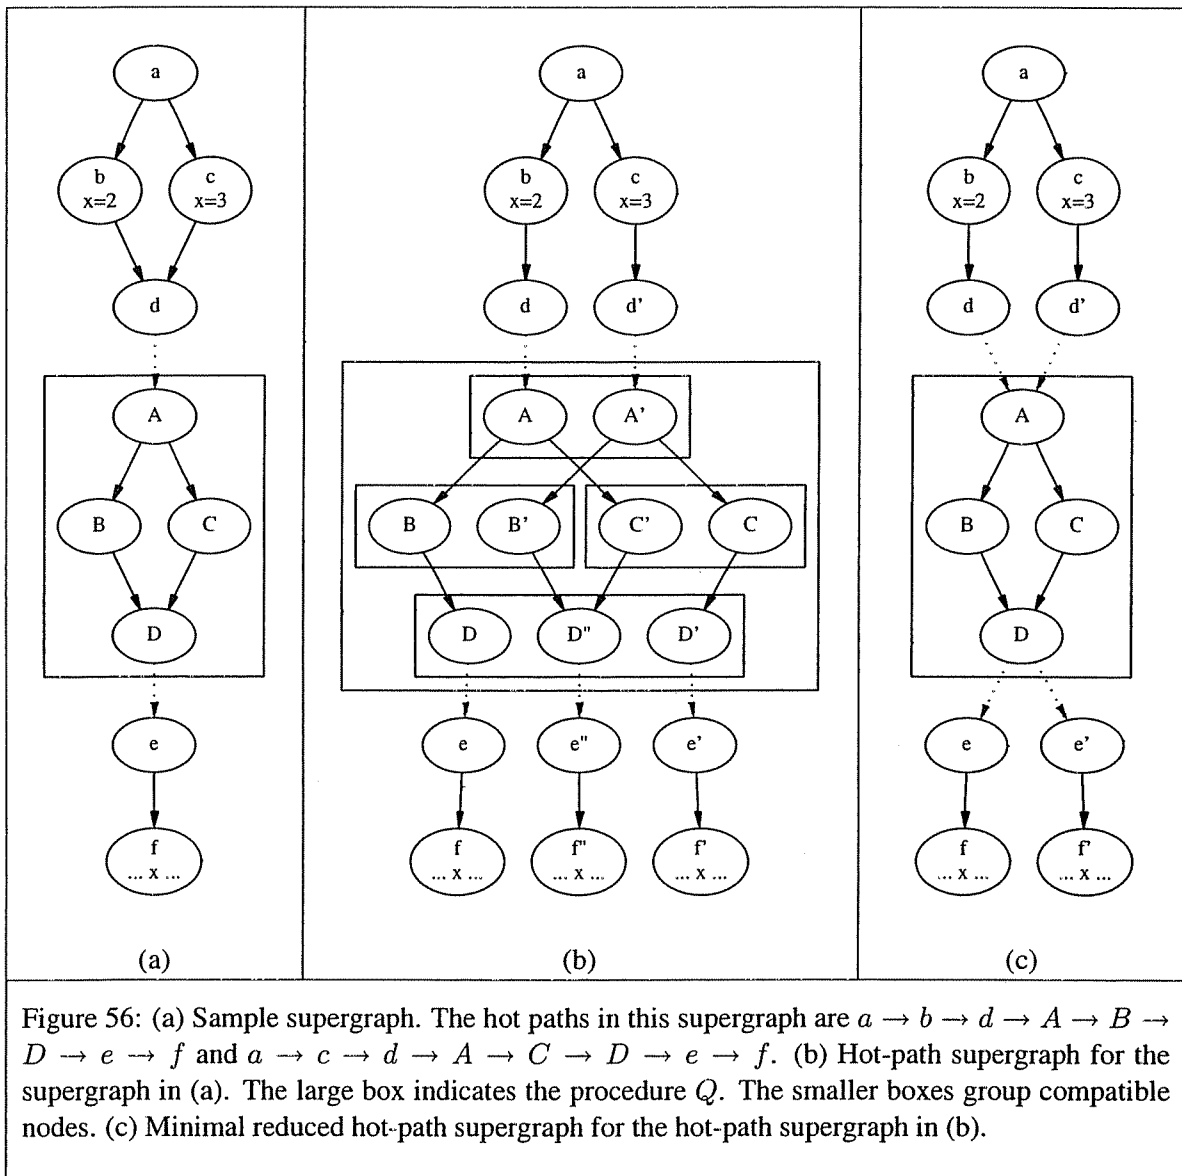 a
b
x=2
c
x=3
d
A
B
C
D
e
f
... x ...
(a)
a
b
x=2
c
x=3
d
d'
A
A'
B
B'
C'
C
D
D"
D'
e
e"
e'
f
... x ...
f"
... x ...
f'
... x ...
(b)
a
b
x=2
c
x=3
d
d'
A
B
C
D
e
e'
f
... x ...
f'
... x ...
(c)
Figure 56: (a) Sample supergraph. The hot paths in this supergraph are a → b → d → A → B →
D → e → f and a → c → d → A → C → D → e → f. (b) Hot-path supergraph for the
supergraph in (a). The large box indicates the procedure Q. The smaller boxes group compatible
nodes. (c) Minimal reduced hot-path supergraph for the hot-path supergraph in (b).